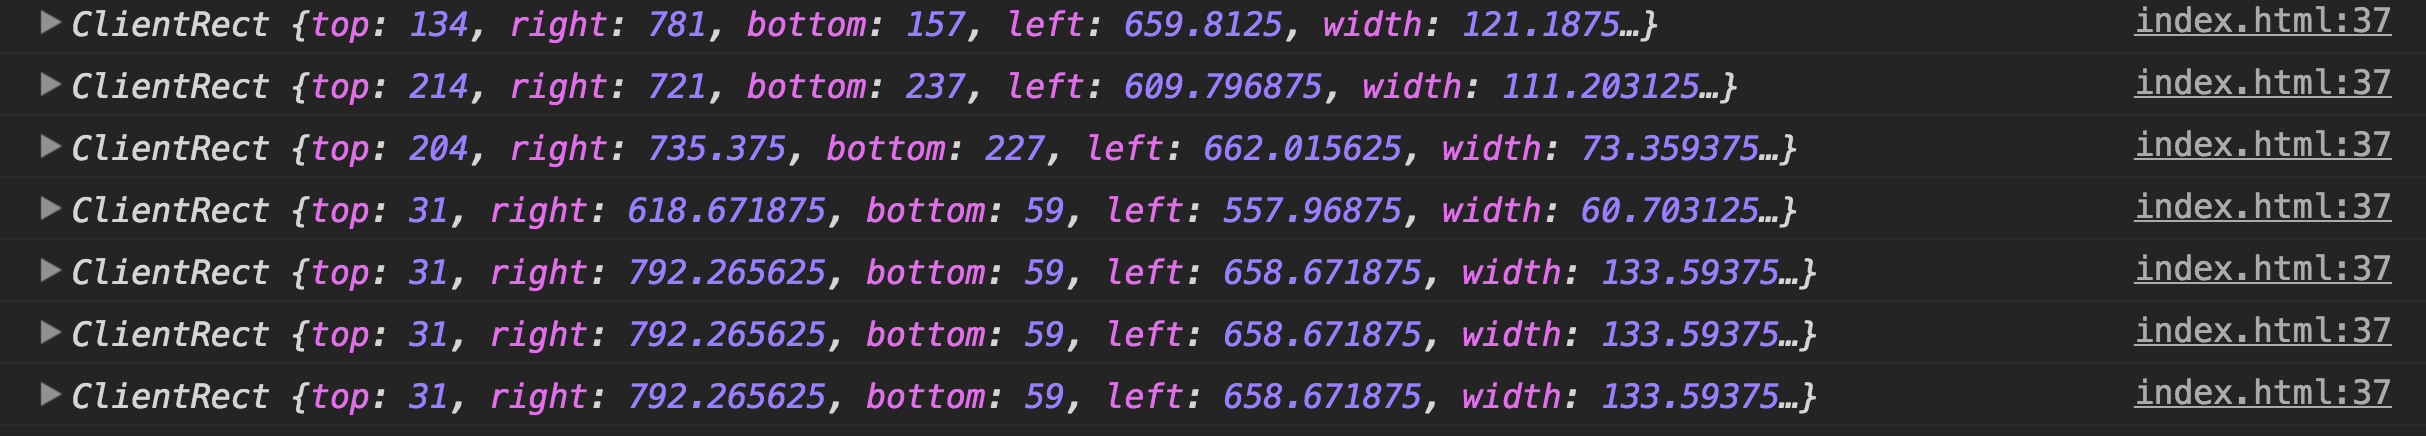 ▶ ClientRect {top: 134, right: 781, bottom: 157, left: 659.8125, width: 121.1875…} index.html:37
▶ ClientRect {top: 214, right: 721, bottom: 237, left: 609.796875, width: 111.203125…} index.html:37
▶ ClientRect {top: 204, right: 735.375, bottom: 227, left: 662.015625, width: 73.359375…} index.html:37
▶ ClientRect {top: 31, right: 618.671875, bottom: 59, left: 557.96875, width: 60.703125…} index.html:37
▶ ClientRect {top: 31, right: 792.265625, bottom: 59, left: 658.671875, width: 133.59375…} index.html:37
▶ ClientRect {top: 31, right: 792.265625, bottom: 59, left: 658.671875, width: 133.59375…} index.html:37
▶ ClientRect {top: 31, right: 792.265625, bottom: 59, left: 658.671875, width: 133.59375…} index.html:37